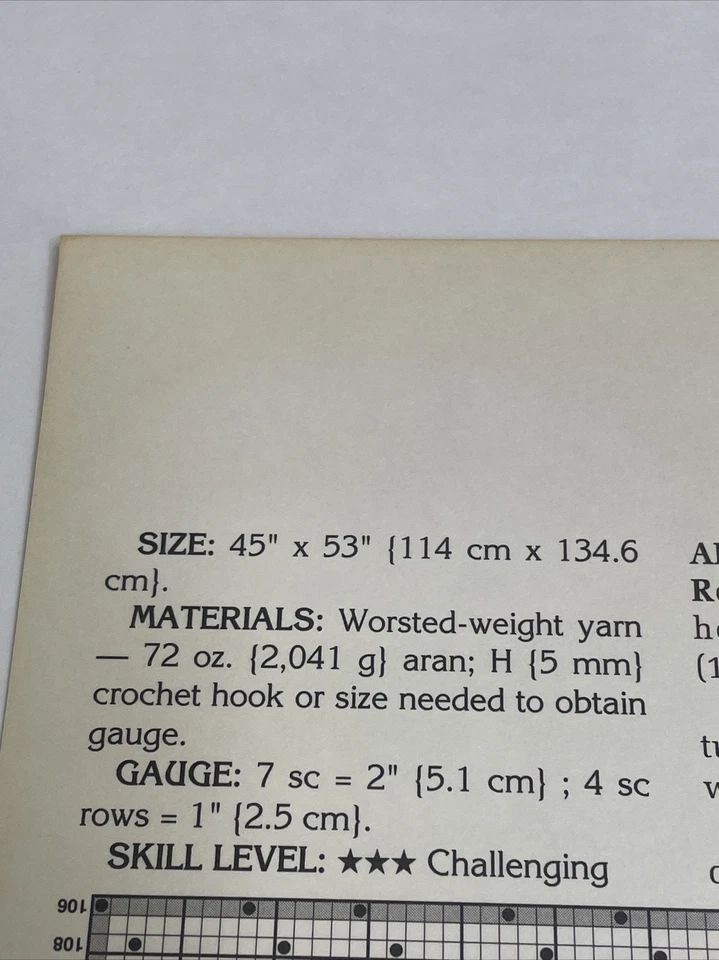 SIZE: 45" x 53" {114 cm x 134.6
cm}.
MATERIALS: Worsted-weight yarn
— 72 oz. {2,041 g} aran; H {5 mm}
crochet hook or size needed to obtain
gauge.
GAUGE: 7 sc = 2" {5.1 cm} ; 4 sc
rows = 1" {2.5 cm}.
SKILL LEVEL: ★★★ Challenging
106
108